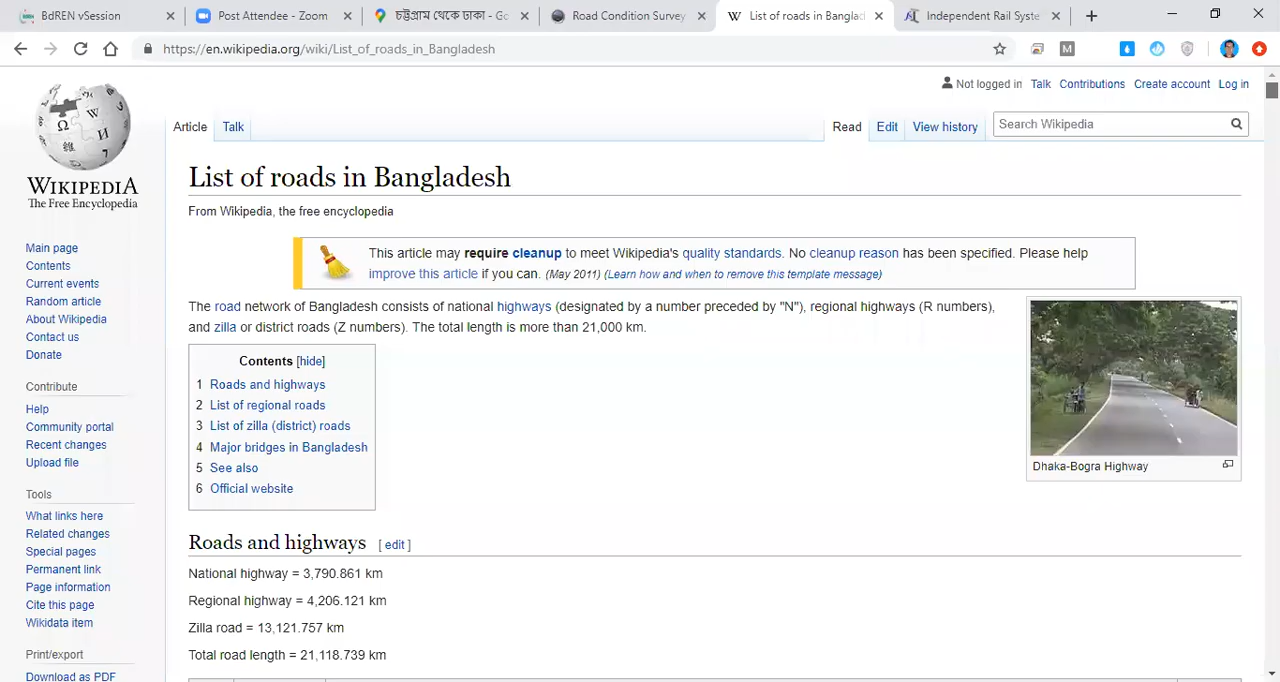 BdREN vSession
Post Attendee - Zoom
চট্টগ্রাম থেকে ঢাকা - Go
Road Condition Survey
W List of roads in Banglad
Independent Rail Syste
https://en.wikipedia.org/wiki/List_of_roads_in_Bangladesh
M
Not logged in Talk Contributions Create account Log in
Article Talk
Read Edit View history
Search Wikipedia
WIKIPEDIA
The Free Encyclopedia
Main page
Contents
Current events
Random article
About Wikipedia
Contact us
Donate
Contribute
Help
Community portal
Recent changes
Upload file
Tools
What links here
Related changes
Special pages
Permanent link
Page information
Cite this page
Wikidata item
Print/export
Download as PDF
List of roads in Bangladesh
From Wikipedia, the free encyclopedia
This article may require cleanup to meet Wikipedia's quality standards. No cleanup reason has been specified. Please help
improve this article if you can. (May 2011) (Learn how and when to remove this template message)
The road network of Bangladesh consists of national highways (designated by a number preceded by "N"), regional highways (R numbers),
and zilla or district roads (Z numbers). The total length is more than 21,000 km.
Contents [hide]
1 Roads and highways
2 List of regional roads
3 List of zilla (district) roads
4 Major bridges in Bangladesh
5 See also
6 Official website
Dhaka-Bogra Highway
Roads and highways [ edit ]
National highway = 3,790.861 km
Regional highway = 4,206.121 km
Zilla road = 13,121.757 km
Total road length = 21,118.739 km